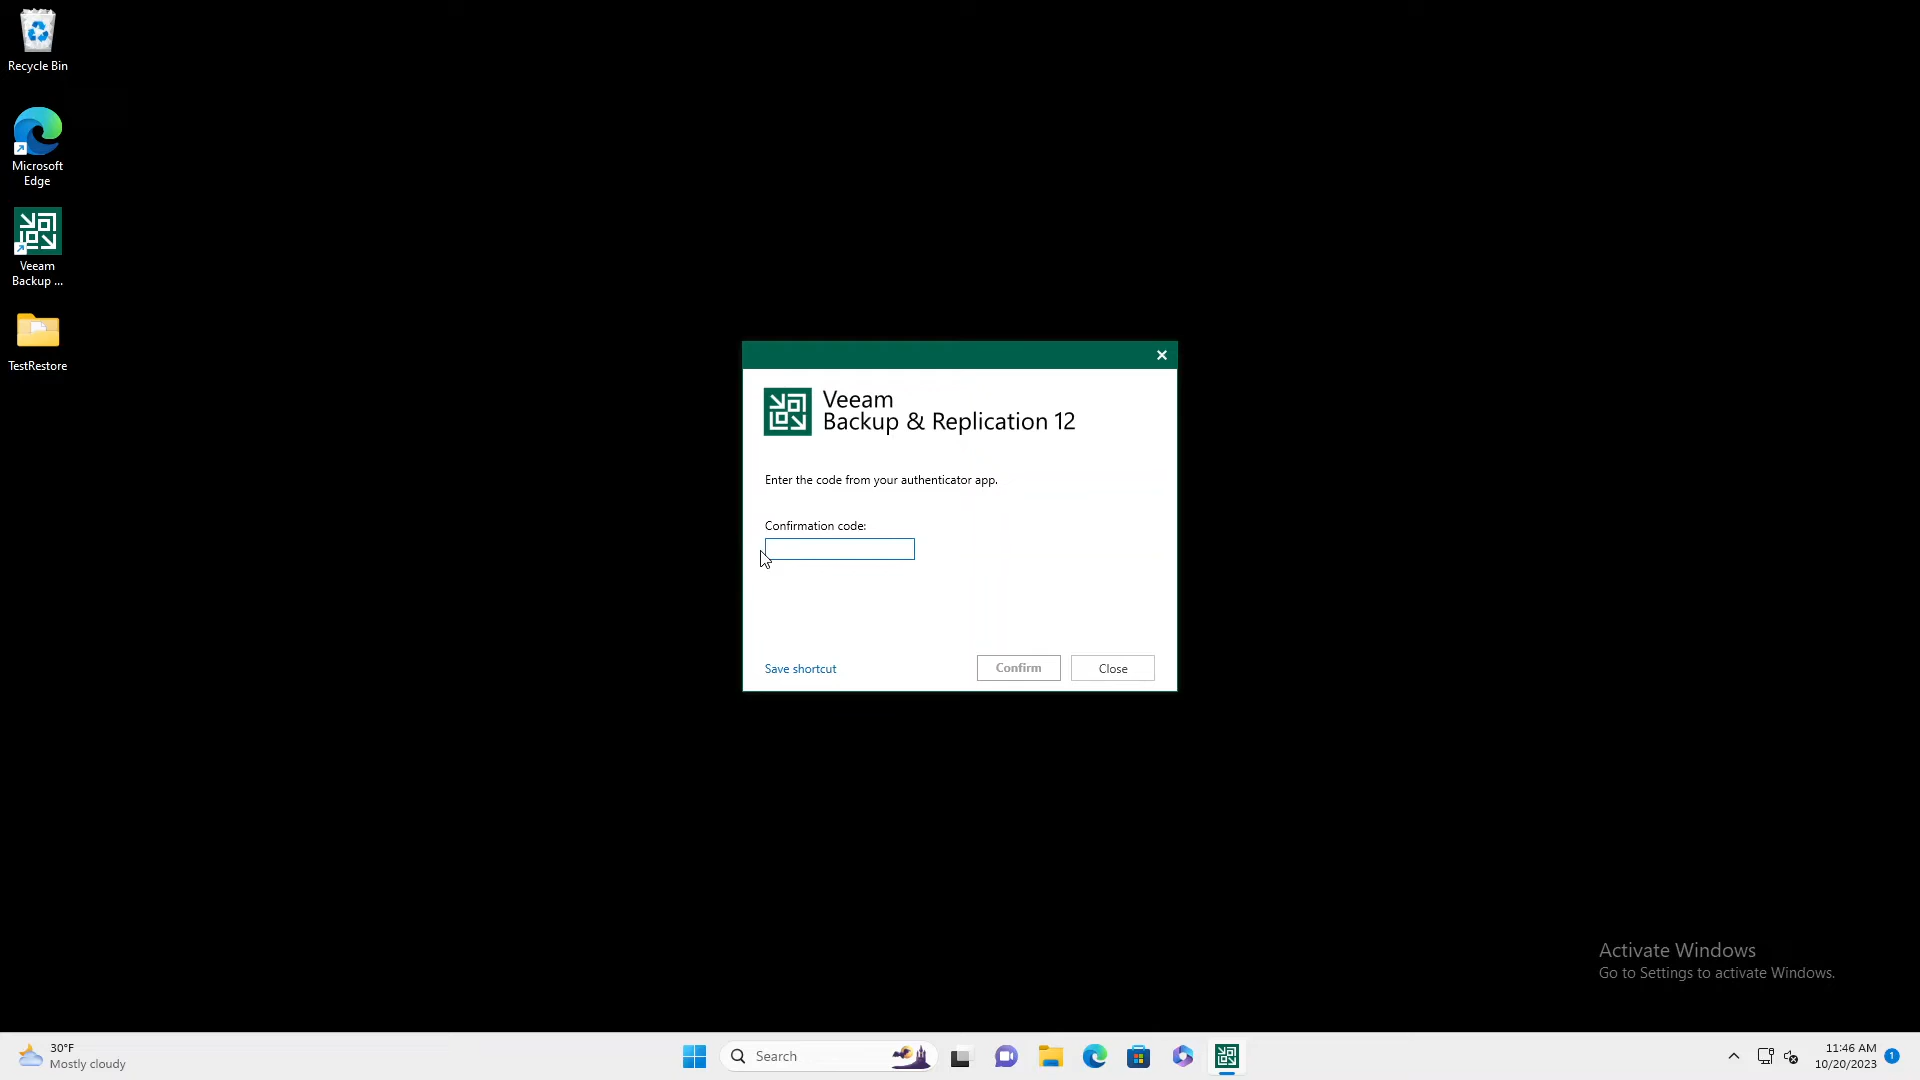 Recycle Bin
Microsoft
Edge
Veeam
Backup ...
TestRestore
Veeam
Backup & Replication 12
Enter the code from your authenticator app.
Confirmation code:
Save shortcut
Confirm
Close
Activate Windows
Go to Settings to activate Windows.
30°F
Mostly cloudy
Search
11:46 AM
10/20/2023
1